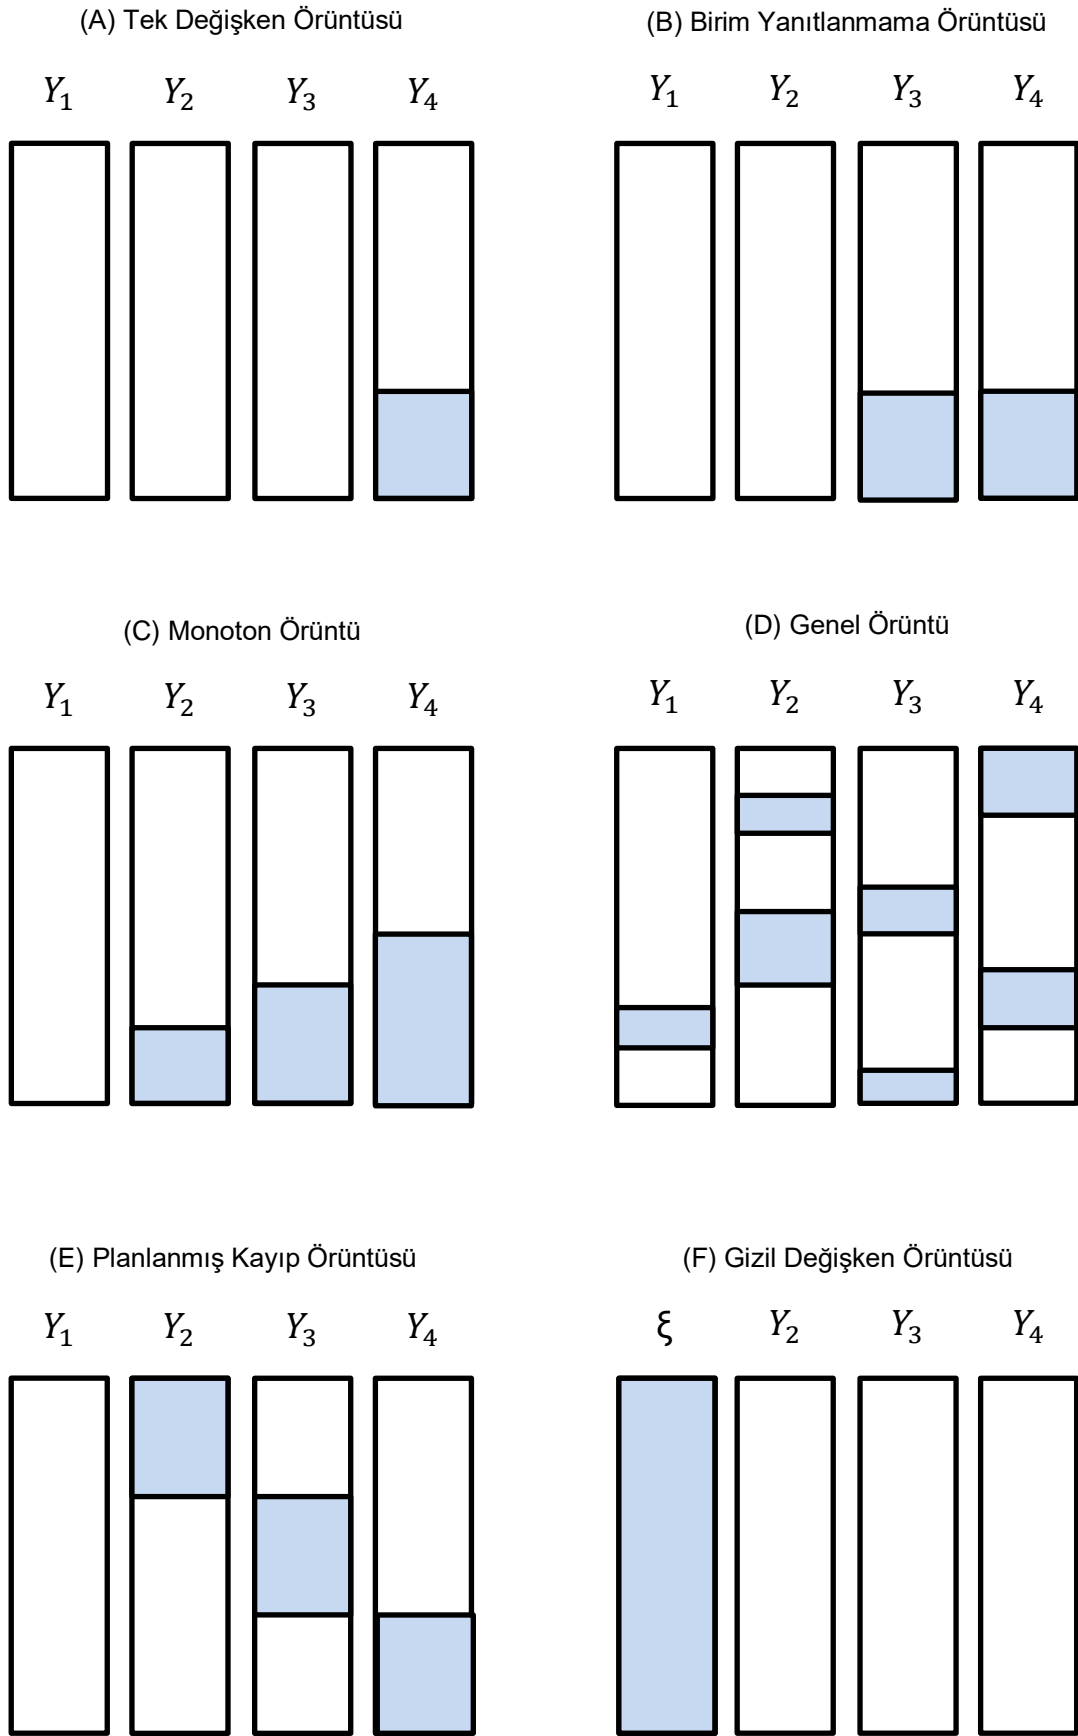 (A) Tek Değişken Örüntüsü
(B) Birim Yanıtlanmama Örüntüsü
Y₁ Y₂ Y₃ Y₄
Y₁ Y₂ Y₃ Y₄
(C) Monoton Örüntü
(D) Genel Örüntü
Y₁ Y₂ Y₃ Y₄
Y₁ Y₂ Y₃ Y₄
(E) Planlanmış Kayıp Örüntüsü
(F) Gizil Değişken Örüntüsü
Y₁ Y₂ Y₃ Y₄
ξ Y₂ Y₃ Y₄